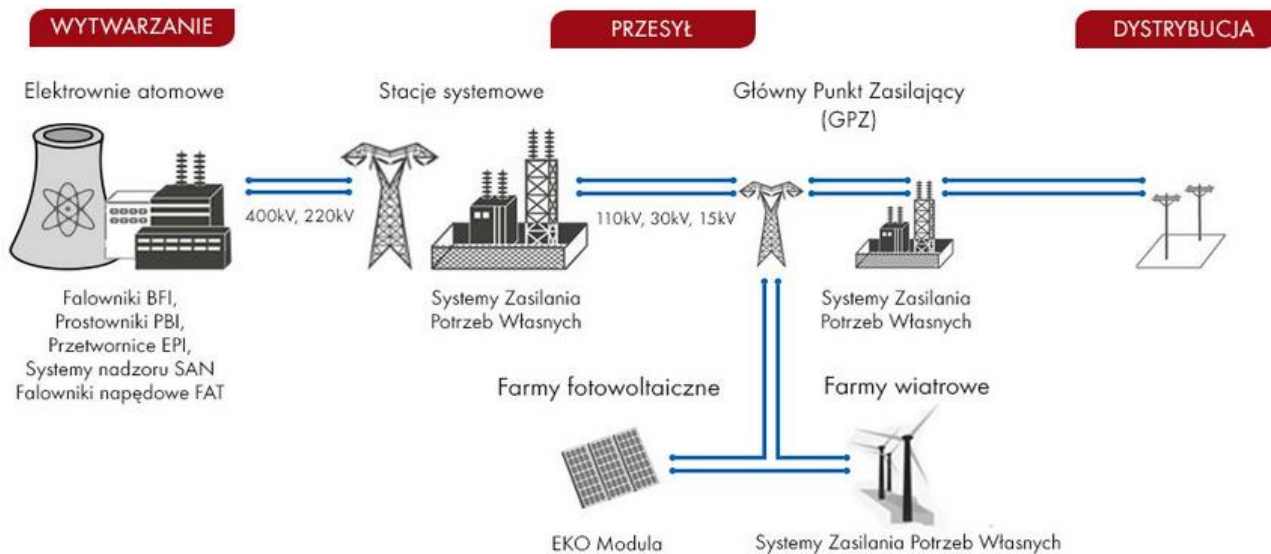 WYTWARZANIE
PRZESYŁ
DYSTRYBUCJA
Elektrownie atomowe
Stacje systemowe
Główny Punkt Zasilający
(GPZ)
400kV, 220kV
110kV, 30kV, 15kV
Falowniki BFI,
Prostowniki PBI,
Przetwornice EPI,
Systemy nadzoru SAN
Falowniki napędowe FAT
Systemy Zasilania
Potrzeb Własnych
Systemy Zasilania
Potrzeb Własnych
Farmy fotowoltaiczne
Farmy wiatrowe
EKO Modula
Systemy Zasilania Potrzeb Własnych